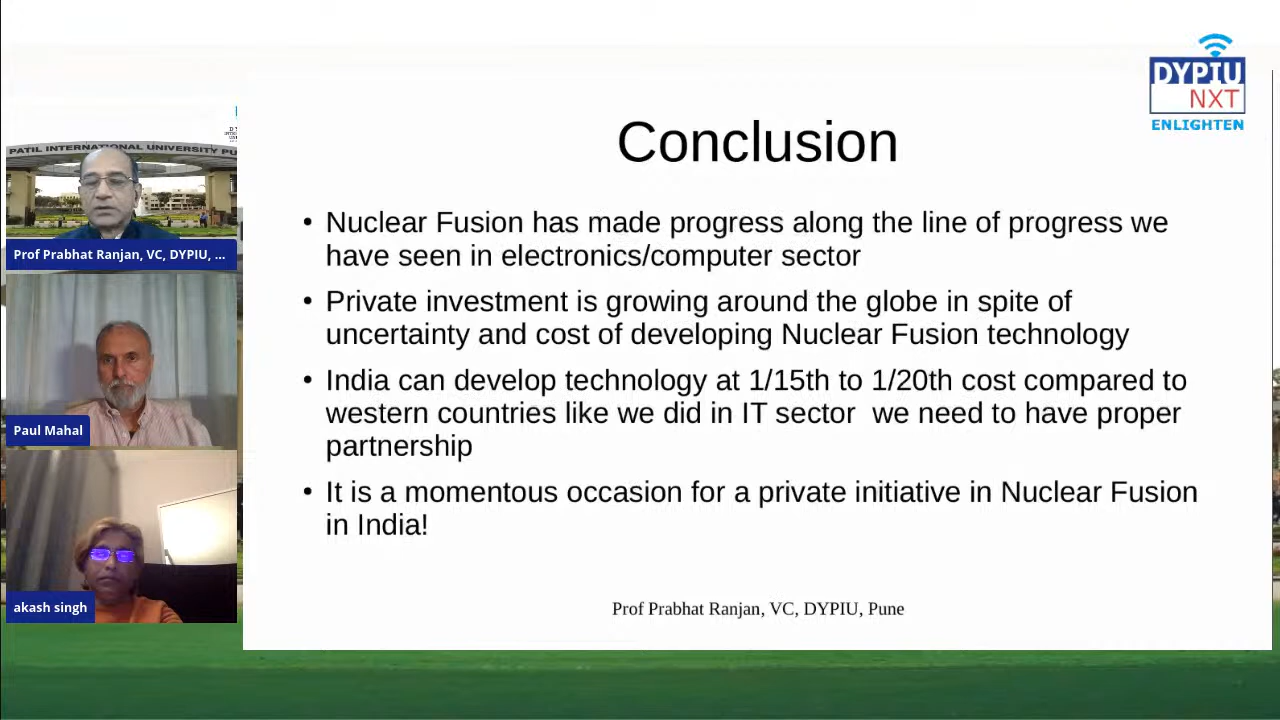 DYPIU
NXT
ENLIGHTEN
PATIL INTERNATIONAL UNIVERSITY PU
Prof Prabhat Ranjan, VC, DYPIU, ...
Paul Mahal
akash singh
Conclusion
• Nuclear Fusion has made progress along the line of progress we
have seen in electronics/computer sector
• Private investment is growing around the globe in spite of
uncertainty and cost of developing Nuclear Fusion technology
• India can develop technology at 1/15th to 1/20th cost compared to
western countries like we did in IT sector  we need to have proper
partnership
• It is a momentous occasion for a private initiative in Nuclear Fusion
in India!
Prof Prabhat Ranjan, VC, DYPIU, Pune